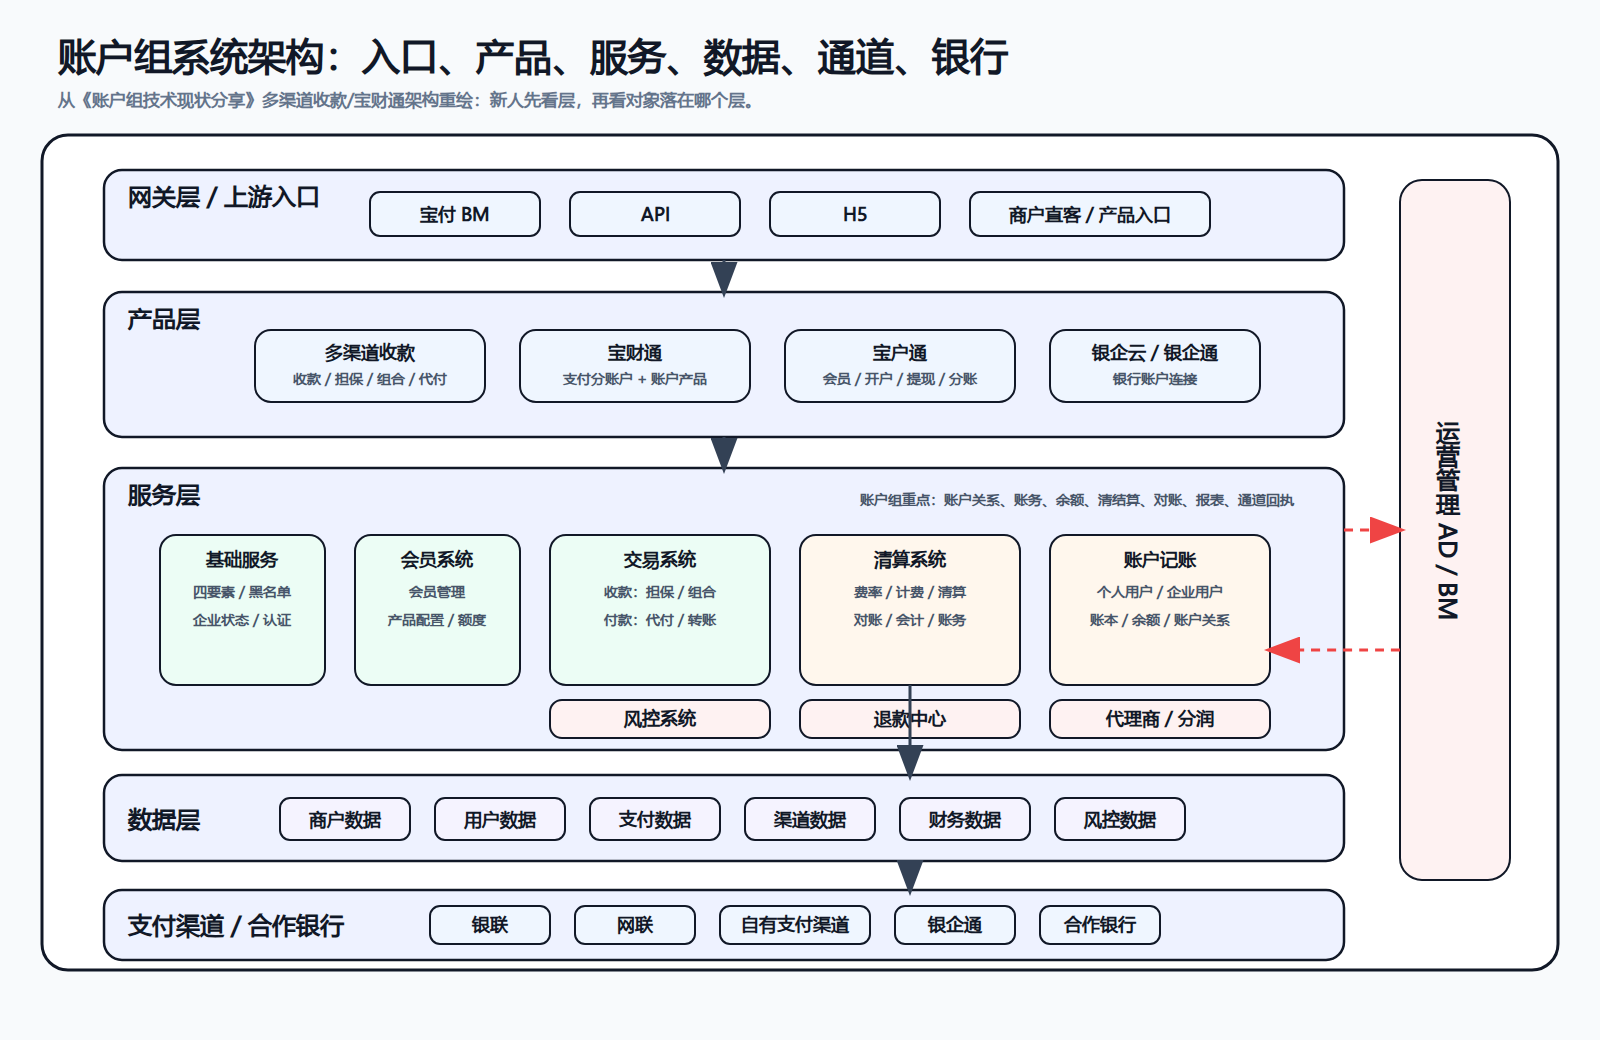 账户组系统架构：入口、产品、服务、数据、通道、银行
从《账户组技术现状分享》多渠道收款/宝财通架构重绘：新人先看层，再看对象落在哪个层。
网关层 / 上游入口
宝付 BM
API
H5
商户直客 / 产品入口
产品层
多渠道收款
收款 / 担保 / 组合 / 代付
宝财通
支付分账户 + 账户产品
宝户通
会员 / 开户 / 提现 / 分账
银企云 / 银企通
银行账户连接
服务层
账户组重点：账户关系、账务、余额、清结算、对账、报表、通道回执
基础服务
四要素 / 黑名单
企业状态 / 认证
会员系统
会员管理
产品配置 / 额度
交易系统
收款：担保 / 组合
付款：代付 / 转账
清算系统
费率 / 计费 / 清算
对账 / 会计 / 账务
账户记账
个人用户 / 企业用户
账本 / 余额 / 账户关系
风控系统
退款中心
代理商 / 分润
数据层
商户数据
用户数据
支付数据
渠道数据
财务数据
风控数据
支付渠道 / 合作银行
银联
网联
自有支付渠道
银企通
合作银行
运营管理 AD / BM